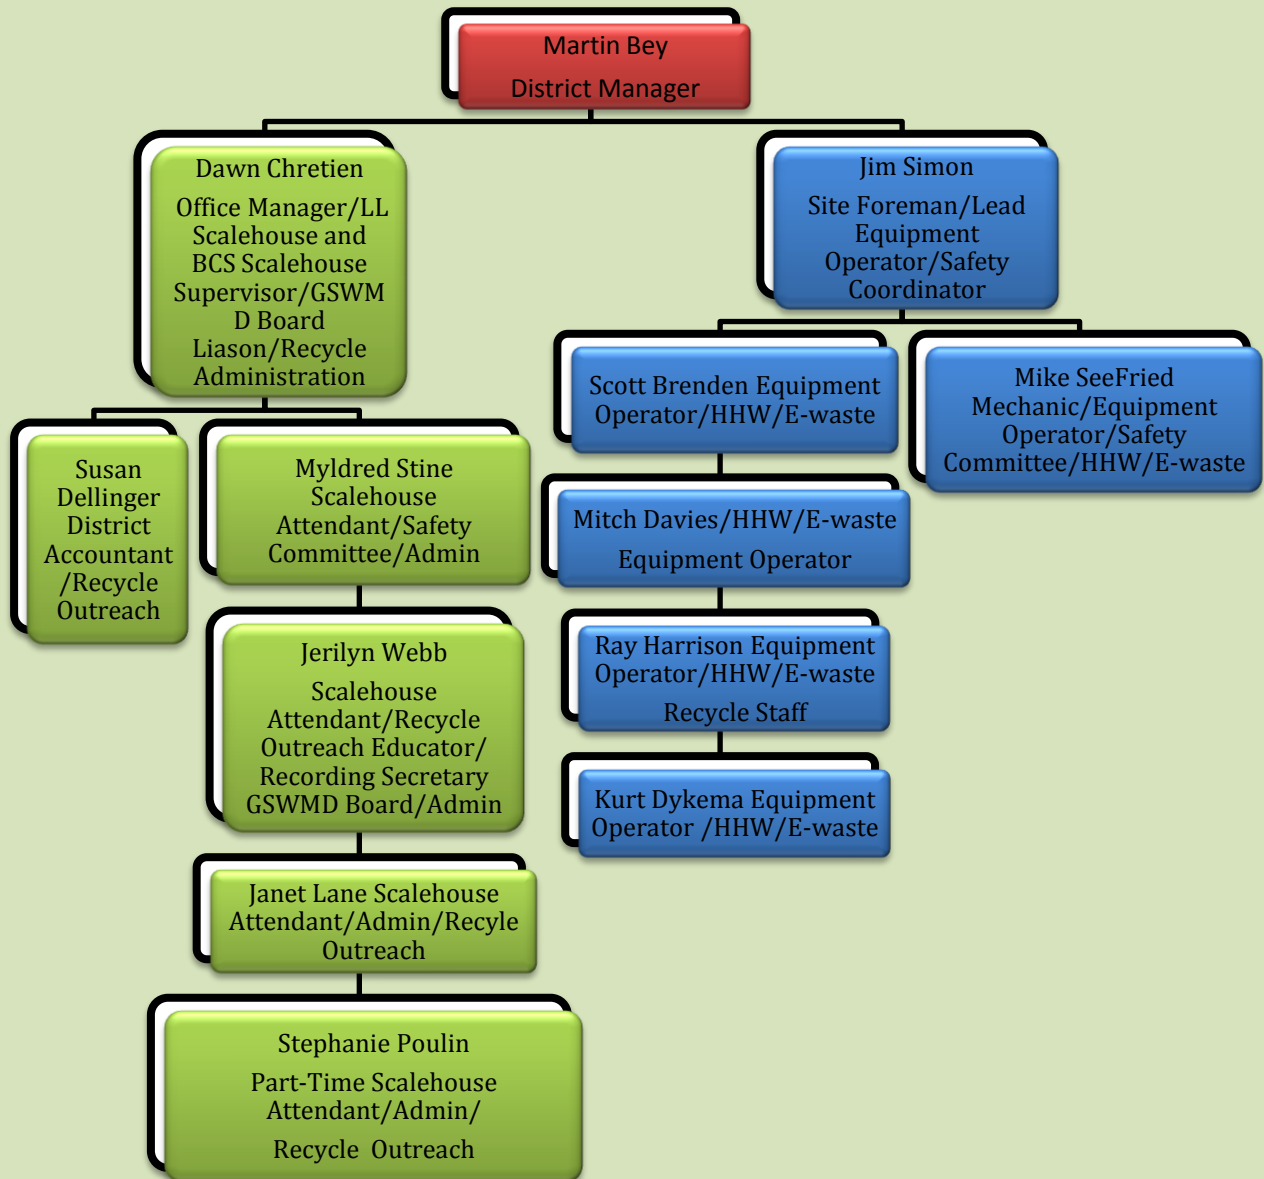 Martin Bey
District Manager
Dawn Chretien
Office Manager/LL
Scalehouse and
BCS Scalehouse
Supervisor/GSWM
D Board
Liason/Recycle
Administration
Jim Simon
Site Foreman/Lead
Equipment
Operator/Safety
Coordinator
Susan
Dellinger
District
Accountant
/Recycle
Outreach
Myldred Stine
Scalehouse
Attendant/Safety
Committee/Admin
Jerilyn Webb
Scalehouse
Attendant/Recycle
Outreach Educator/
Recording Secretary
GSWMD Board/Admin
Janet Lane Scalehouse
Attendant/Admin/Recyle
Outreach
Stephanie Poulin
Part-Time Scalehouse
Attendant/Admin/
Recycle Outreach
Scott Brenden Equipment
Operator/HHW/E-waste
Mike SeeFried
Mechanic/Equipment
Operator/Safety
Committee/HHW/E-waste
Mitch Davies/HHW/E-waste
Equipment Operator
Ray Harrison Equipment
Operator/HHW/E-waste
Recycle Staff
Kurt Dykema Equipment
Operator /HHW/E-waste